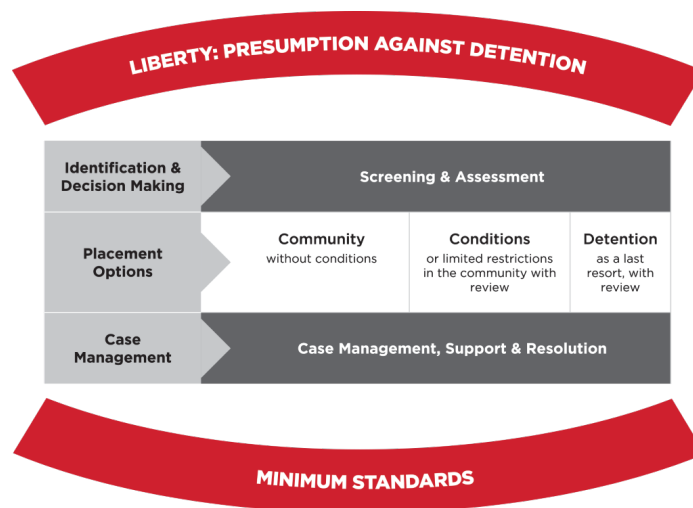 LIBERTY: PRESUMPTION AGAINST DETENTION
Identification &
Decision Making
Screening & Assessment
Placement
Options
Community
without conditions
Conditions
or limited restrictions
in the community with
review
Detention
as a last
resort, with
review
Case
Management
Case Management, Support & Resolution
MINIMUM STANDARDS